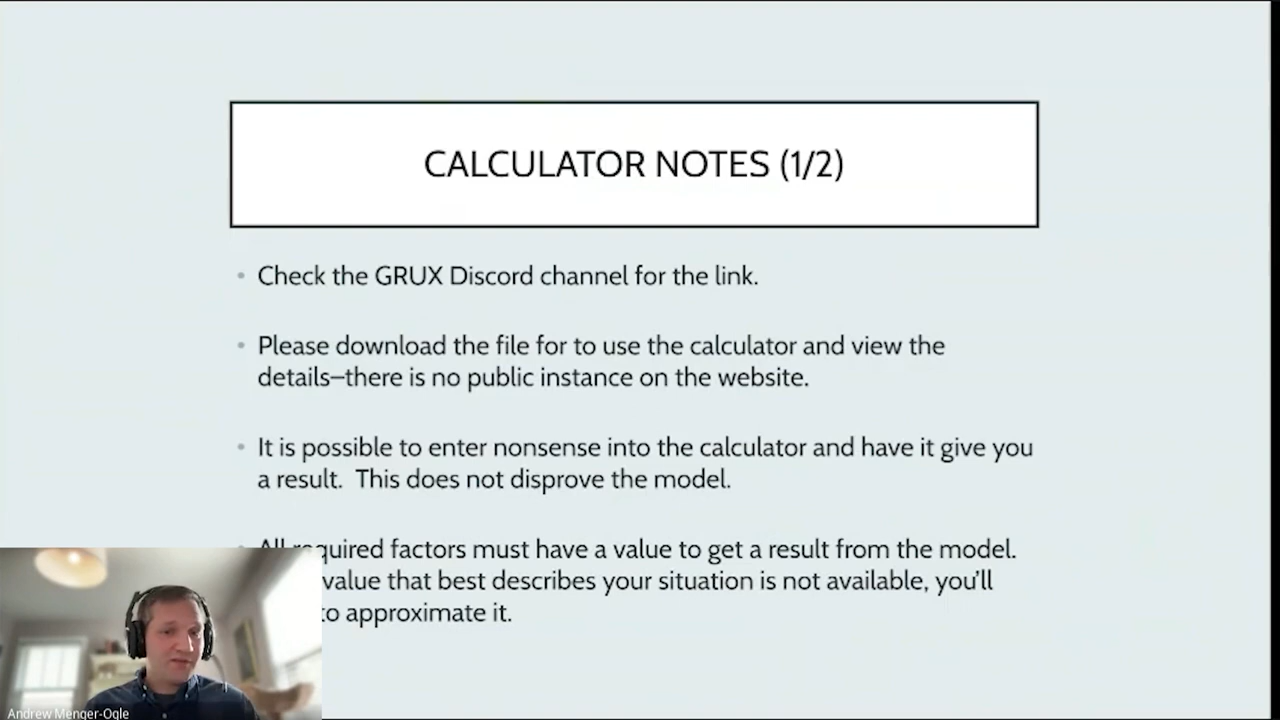 CALCULATOR NOTES (1/2)
• Check the GRUX Discord channel for the link.
• Please download the file for to use the calculator and view the
details–there is no public instance on the website.
• It is possible to enter nonsense into the calculator and have it give you
a result.  This does not disprove the model.
All required factors must have a value to get a result from the model.
value that best describes your situation is not available, you'll
to approximate it.
Andrew Menger-Ogle